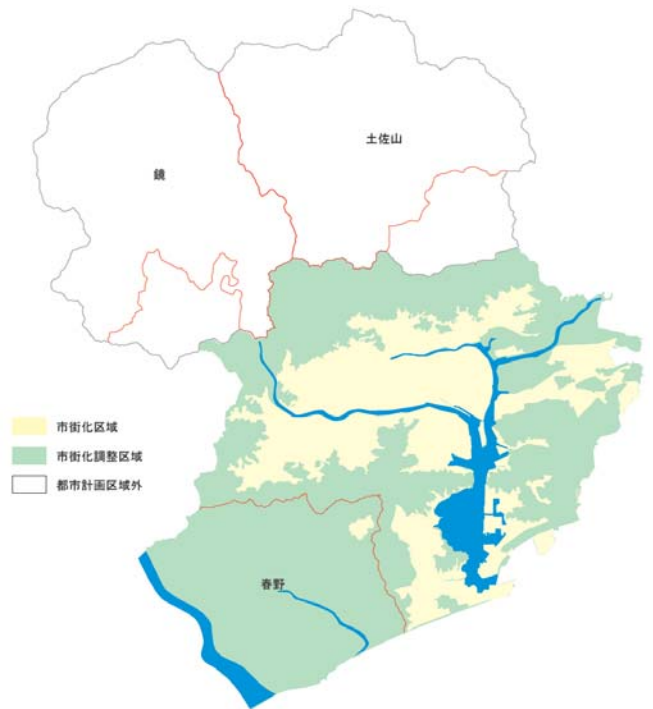 土佐山
鏡
市街化区域
市街化調整区域
都市計画区域外
春野